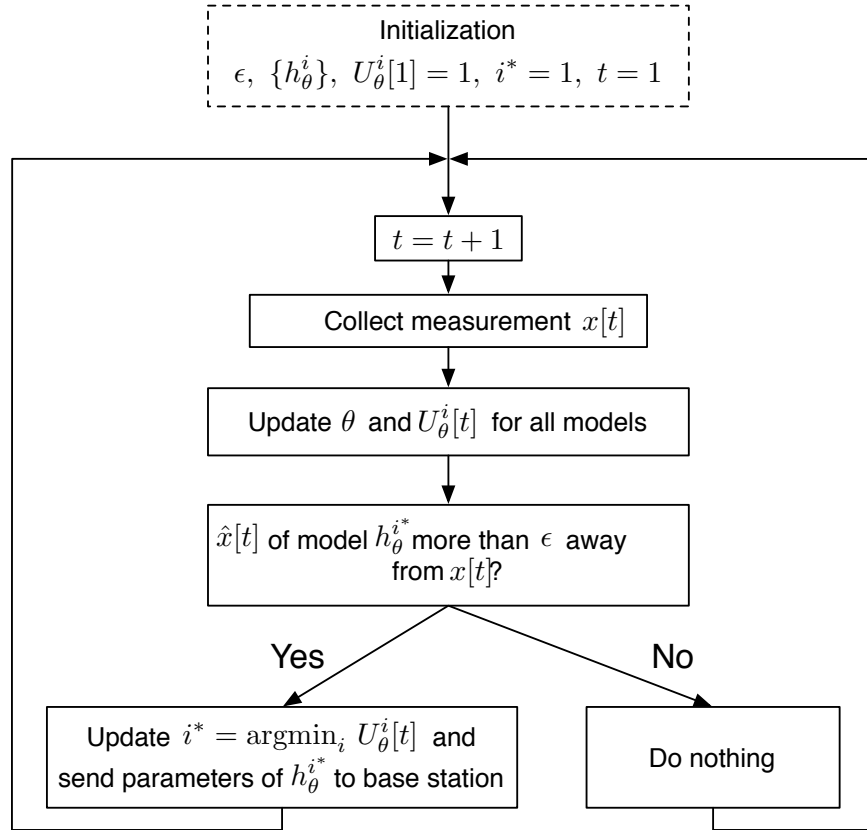 Initialization
ϵ, {h_θ^i}, U_θ^i[1] = 1, i* = 1, t = 1
t = t + 1
Collect measurement x[t]
Update θ and U_θ^i[t] for all models
x̂[t] of model h_θ^{i*} more than ϵ away
from x[t]?
Yes
No
Update i* = argmin_i U_θ^i[t] and
send parameters of h_θ^{i*} to base station
Do nothing